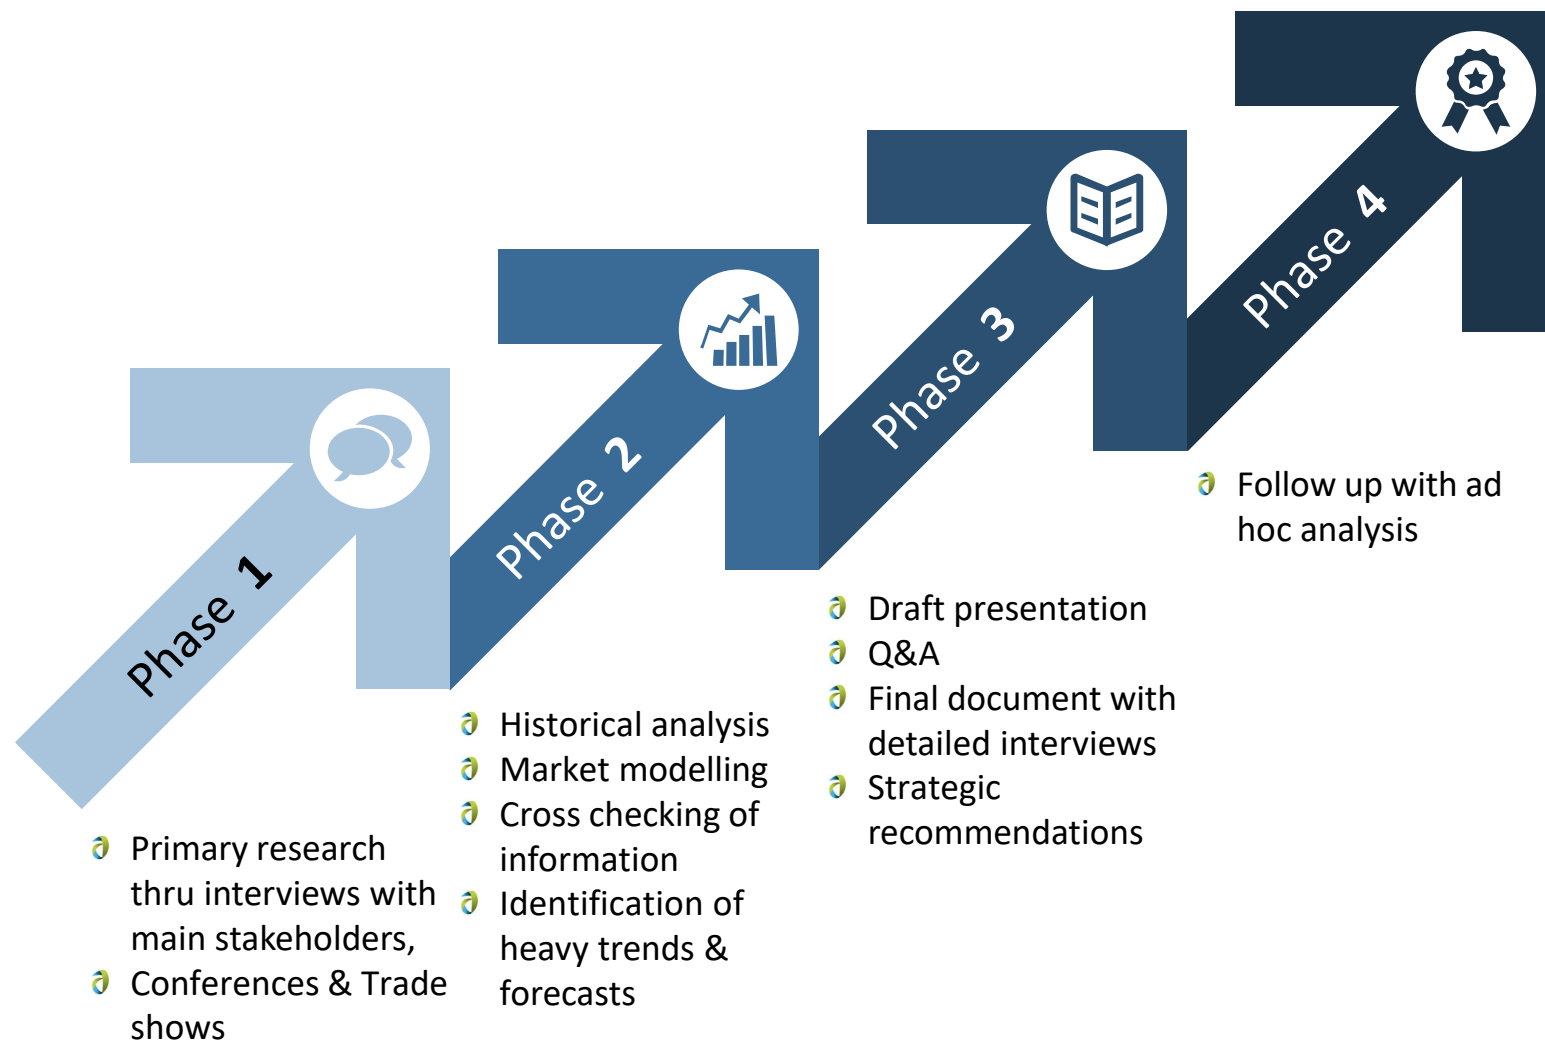 Phase 1
Primary research
thru interviews with
main stakeholders,
Conferences & Trade
shows
Phase 2
Historical analysis
Market modelling
Cross checking of
information
Identification of
heavy trends &
forecasts
Phase 3
Draft presentation
Q&A
Final document with
detailed interviews
Strategic
recommendations
Phase 4
Follow up with ad
hoc analysis